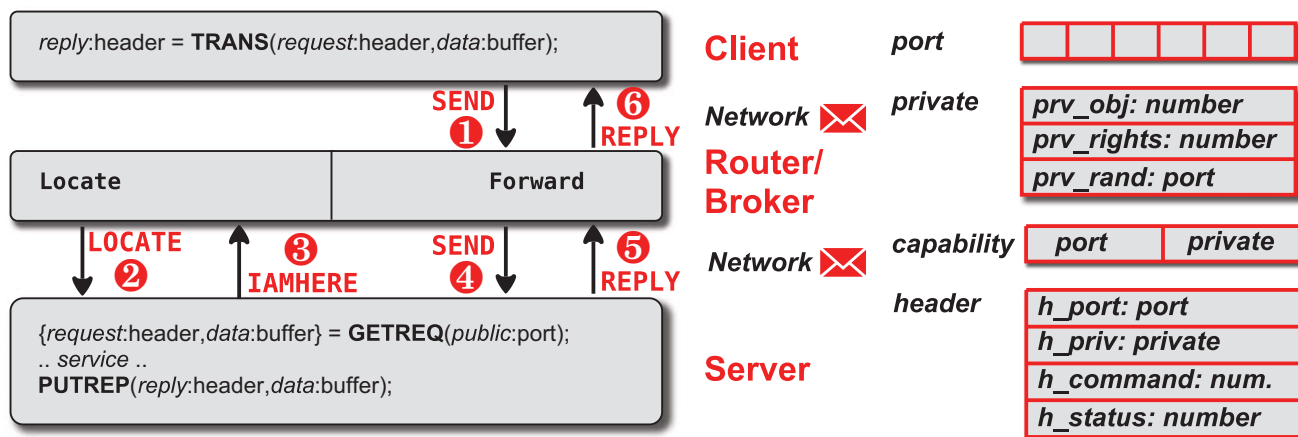 reply:header = TRANS(request:header,data:buffer);
SEND
❶
❻
REPLY
Locate
Forward
LOCATE
❷
❸
IAMHERE
SEND
❹
❺
REPLY
{request:header,data:buffer} = GETREQ(public:port);
.. service ..
PUTREP(reply:header,data:buffer);
Client
Network
Router/
Broker
Network
Server
port
private
prv_obj: number
prv_rights: number
prv_rand: port
capability
port
private
header
h_port: port
h_priv: private
h_command: num.
h_status: number